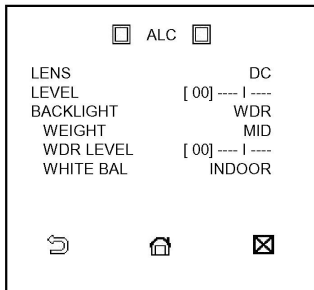 ALC
LENS DC
LEVEL [ 00] ---- I ----
BACKLIGHT WDR
WEIGHT MID
WDR LEVEL [ 00] ---- I ----
WHITE BAL INDOOR